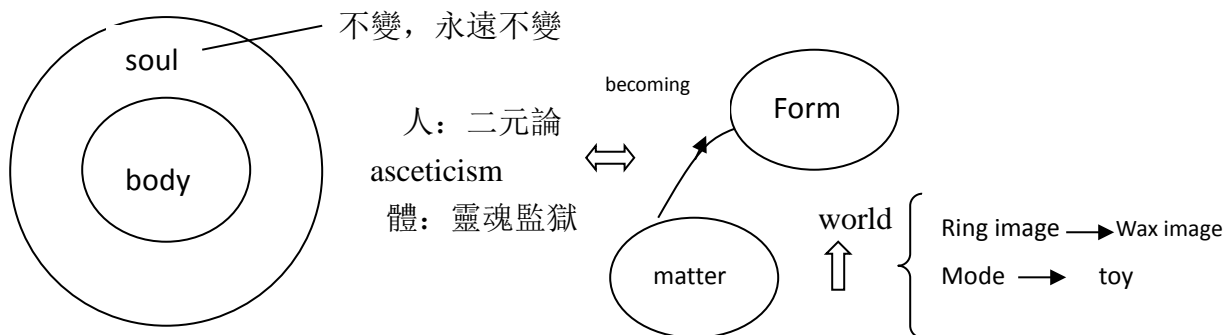 不變，永遠不變
soul
body
人：二元論
asceticism
體：靈魂監獄
becoming
Form
matter
world
Ring image
Wax image
Mode
toy